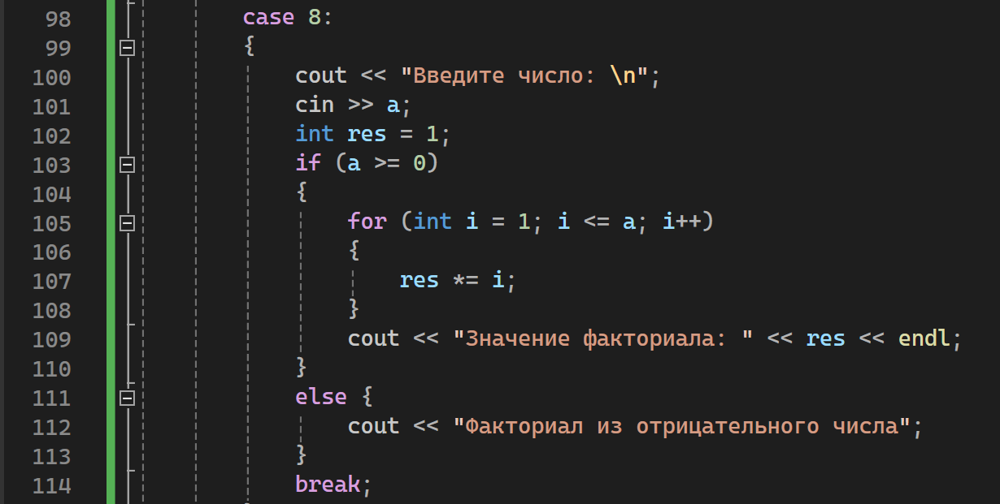 98 case 8:
99 {
100 cout << "Введите число: \n";
101 cin >> a;
102 int res = 1;
103 if (a >= 0)
104 {
105 for (int i = 1; i <= a; i++)
106 {
107 res *= i;
108 }
109 cout << "Значение факториала: " << res << endl;
110 }
111 else {
112 cout << "Факториал из отрицательного числа";
113 }
114 break;